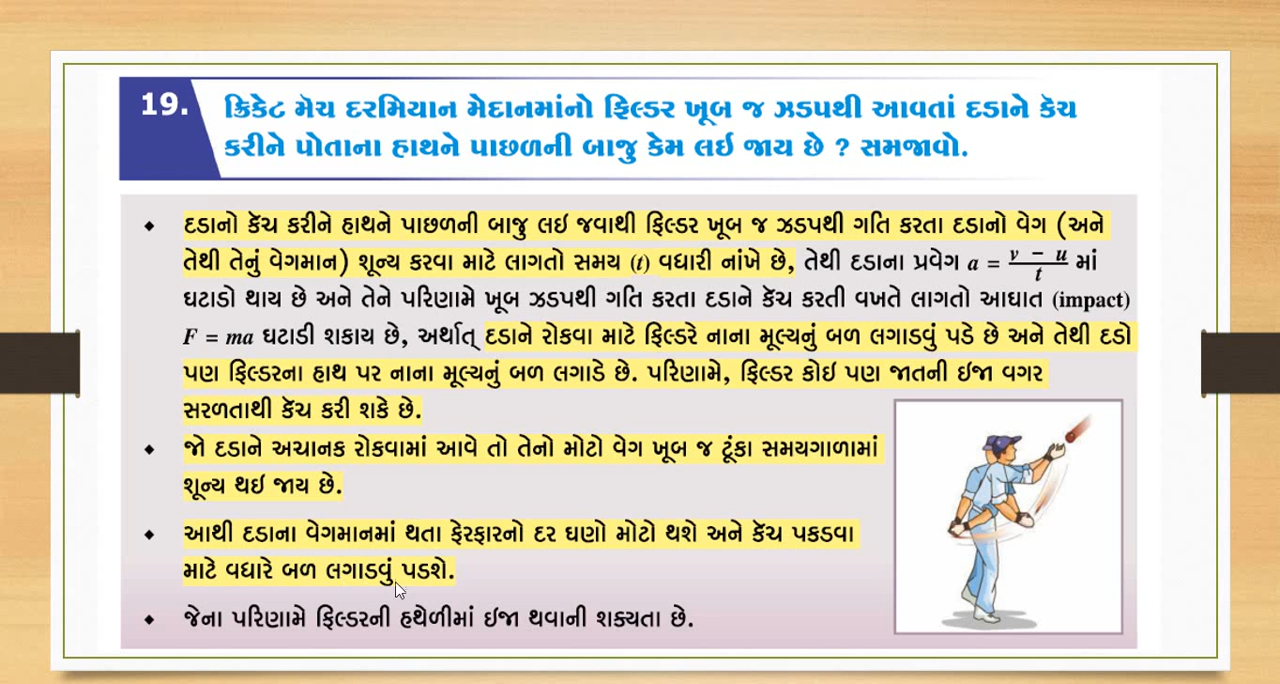 19.
ક્રિકેટ મેચ દરમિયાન મેદાનમાંનો ફિલ્ડર ખૂબ જ ઝડપથી આવતાં દડાને કૅચ
કરીને પોતાના હાથને પાછળની બાજુ કેમ લઇ જાય છે ? સમજાવો.
♦ દડાનો કૅચ કરીને હાથને પાછળની બાજુ લઇ જવાથી ફિલ્ડર ખૂબ જ ઝડપથી ગતિ કરતા દડાનો વેગ (અને
તેથી તેનું વેગમાન) શૂન્ય કરવા માટે લાગતો સમય (t) વધારી નાંખે છે, તેથી દડાના પ્રવેગ a = (v − u)/t માં
ઘટાડો થાય છે અને તેને પરિણામે ખૂબ ઝડપથી ગતિ કરતા દડાને કૅચ કરતી વખતે લાગતો આઘાત (impact)
F = ma ઘટાડી શકાય છે, અર્થાત્ દડાને રોકવા માટે ફિલ્ડરે નાના મૂલ્યનું બળ લગાડવું પડે છે અને તેથી દડો
પણ ફિલ્ડરના હાથ પર નાના મૂલ્યનું બળ લગાડે છે. પરિણામે, ફિલ્ડર કોઇ પણ જાતની ઇજા વગર
સરળતાથી કૅચ કરી શકે છે.
♦ જો દડાને અચાનક રોકવામાં આવે તો તેનો મોટો વેગ ખૂબ જ ટૂંકા સમયગાળામાં
શૂન્ય થઇ જાય છે.
♦ આથી દડાના વેગમાનમાં થતા ફેરફારનો દર ઘણો મોટો થશે અને કૅચ પકડવા
માટે વધારે બળ લગાડવું પડશે.
♦ જેના પરિણામે ફિલ્ડરની હથેળીમાં ઇજા થવાની શક્યતા છે.